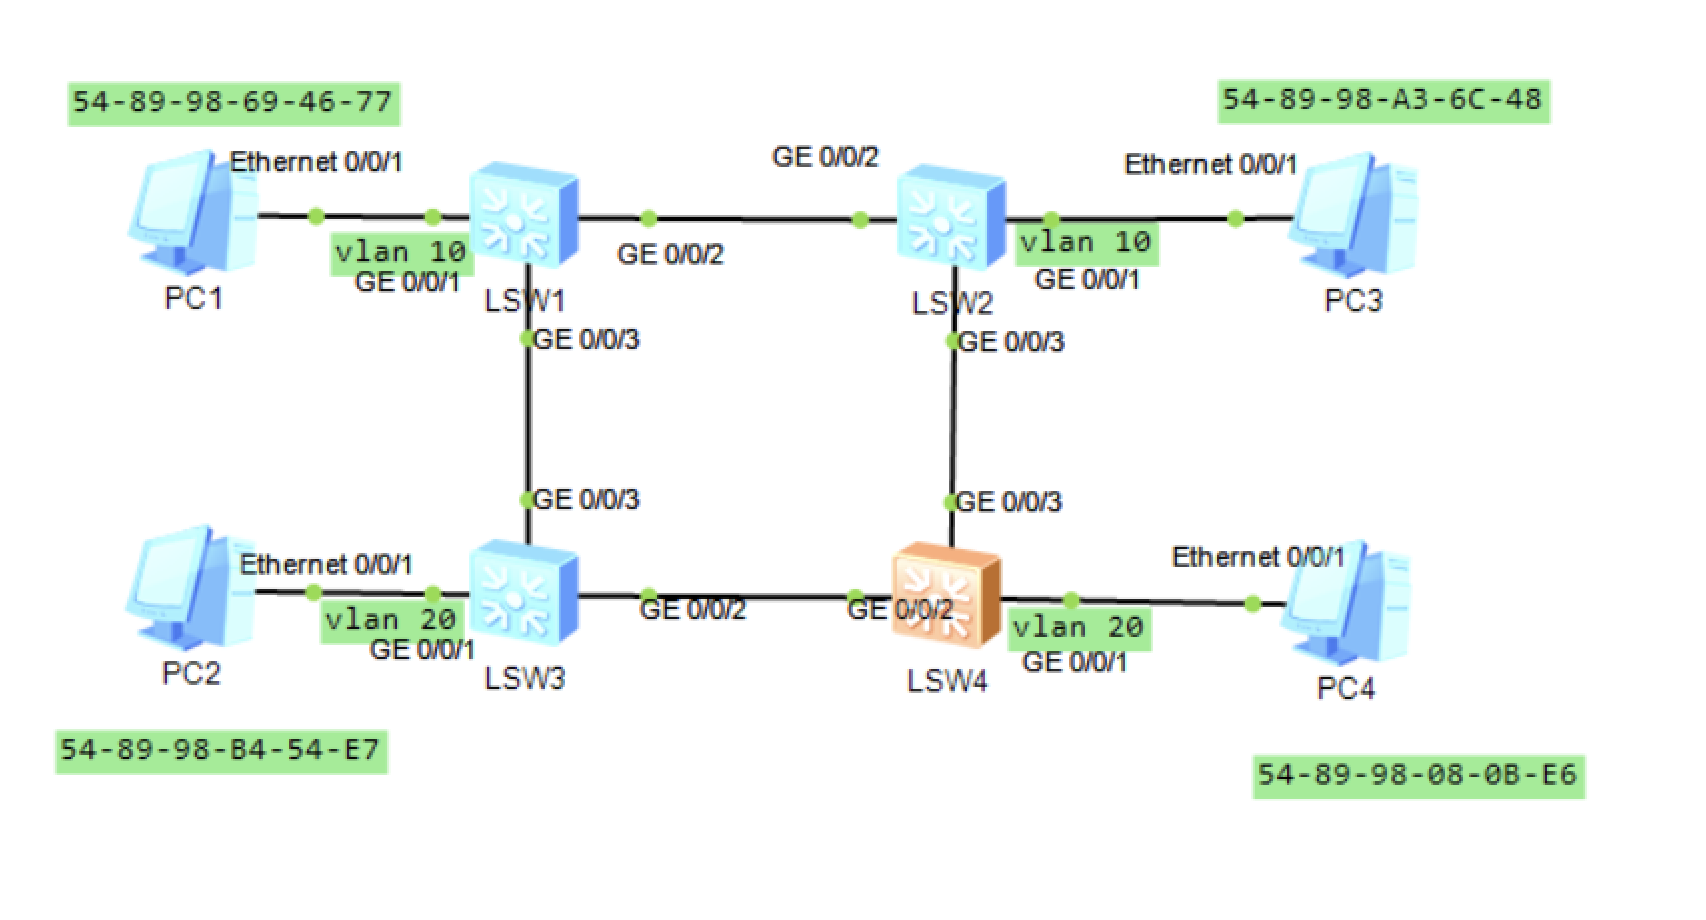 54-89-98-69-46-77
54-89-98-A3-6C-48
Ethernet 0/0/1
GE 0/0/2
Ethernet 0/0/1
vlan 10
GE 0/0/1
GE 0/0/2
vlan 10
GE 0/0/1
PC1
LSW1
LSW2
PC3
GE 0/0/3
GE 0/0/3
GE 0/0/3
GE 0/0/3
Ethernet 0/0/1
Ethernet 0/0/1
vlan 20
GE 0/0/1
GE 0/0/2
GE 0/0/2
vlan 20
GE 0/0/1
PC2
LSW3
LSW4
PC4
54-89-98-B4-54-E7
54-89-98-08-0B-E6